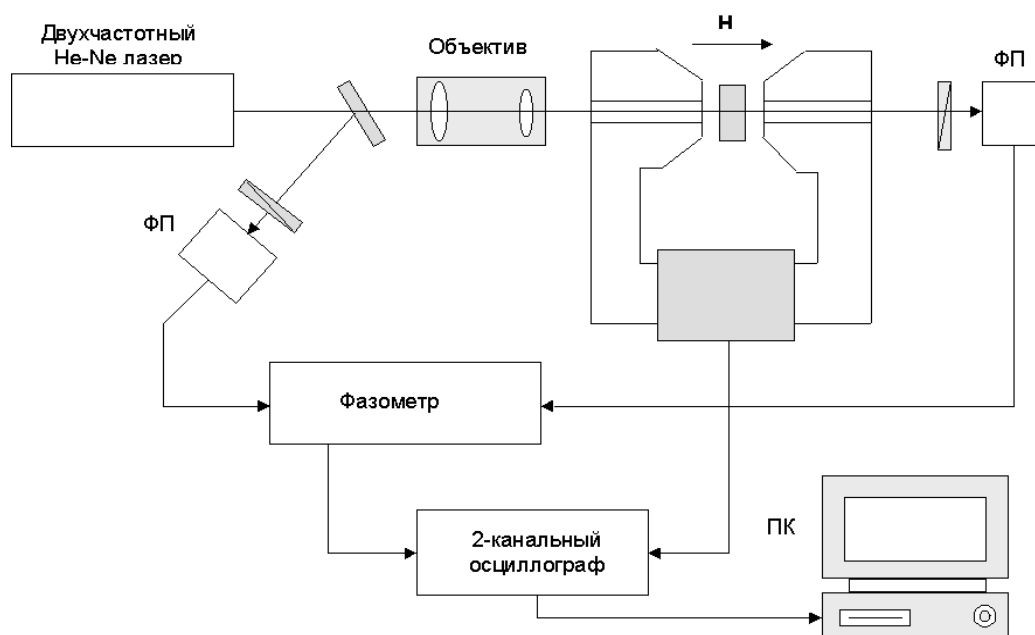 Двухчастотный
He-Ne лазер
Объектив
H
ФП
ФП
Фазометр
2-канальный
осциллограф
ПК